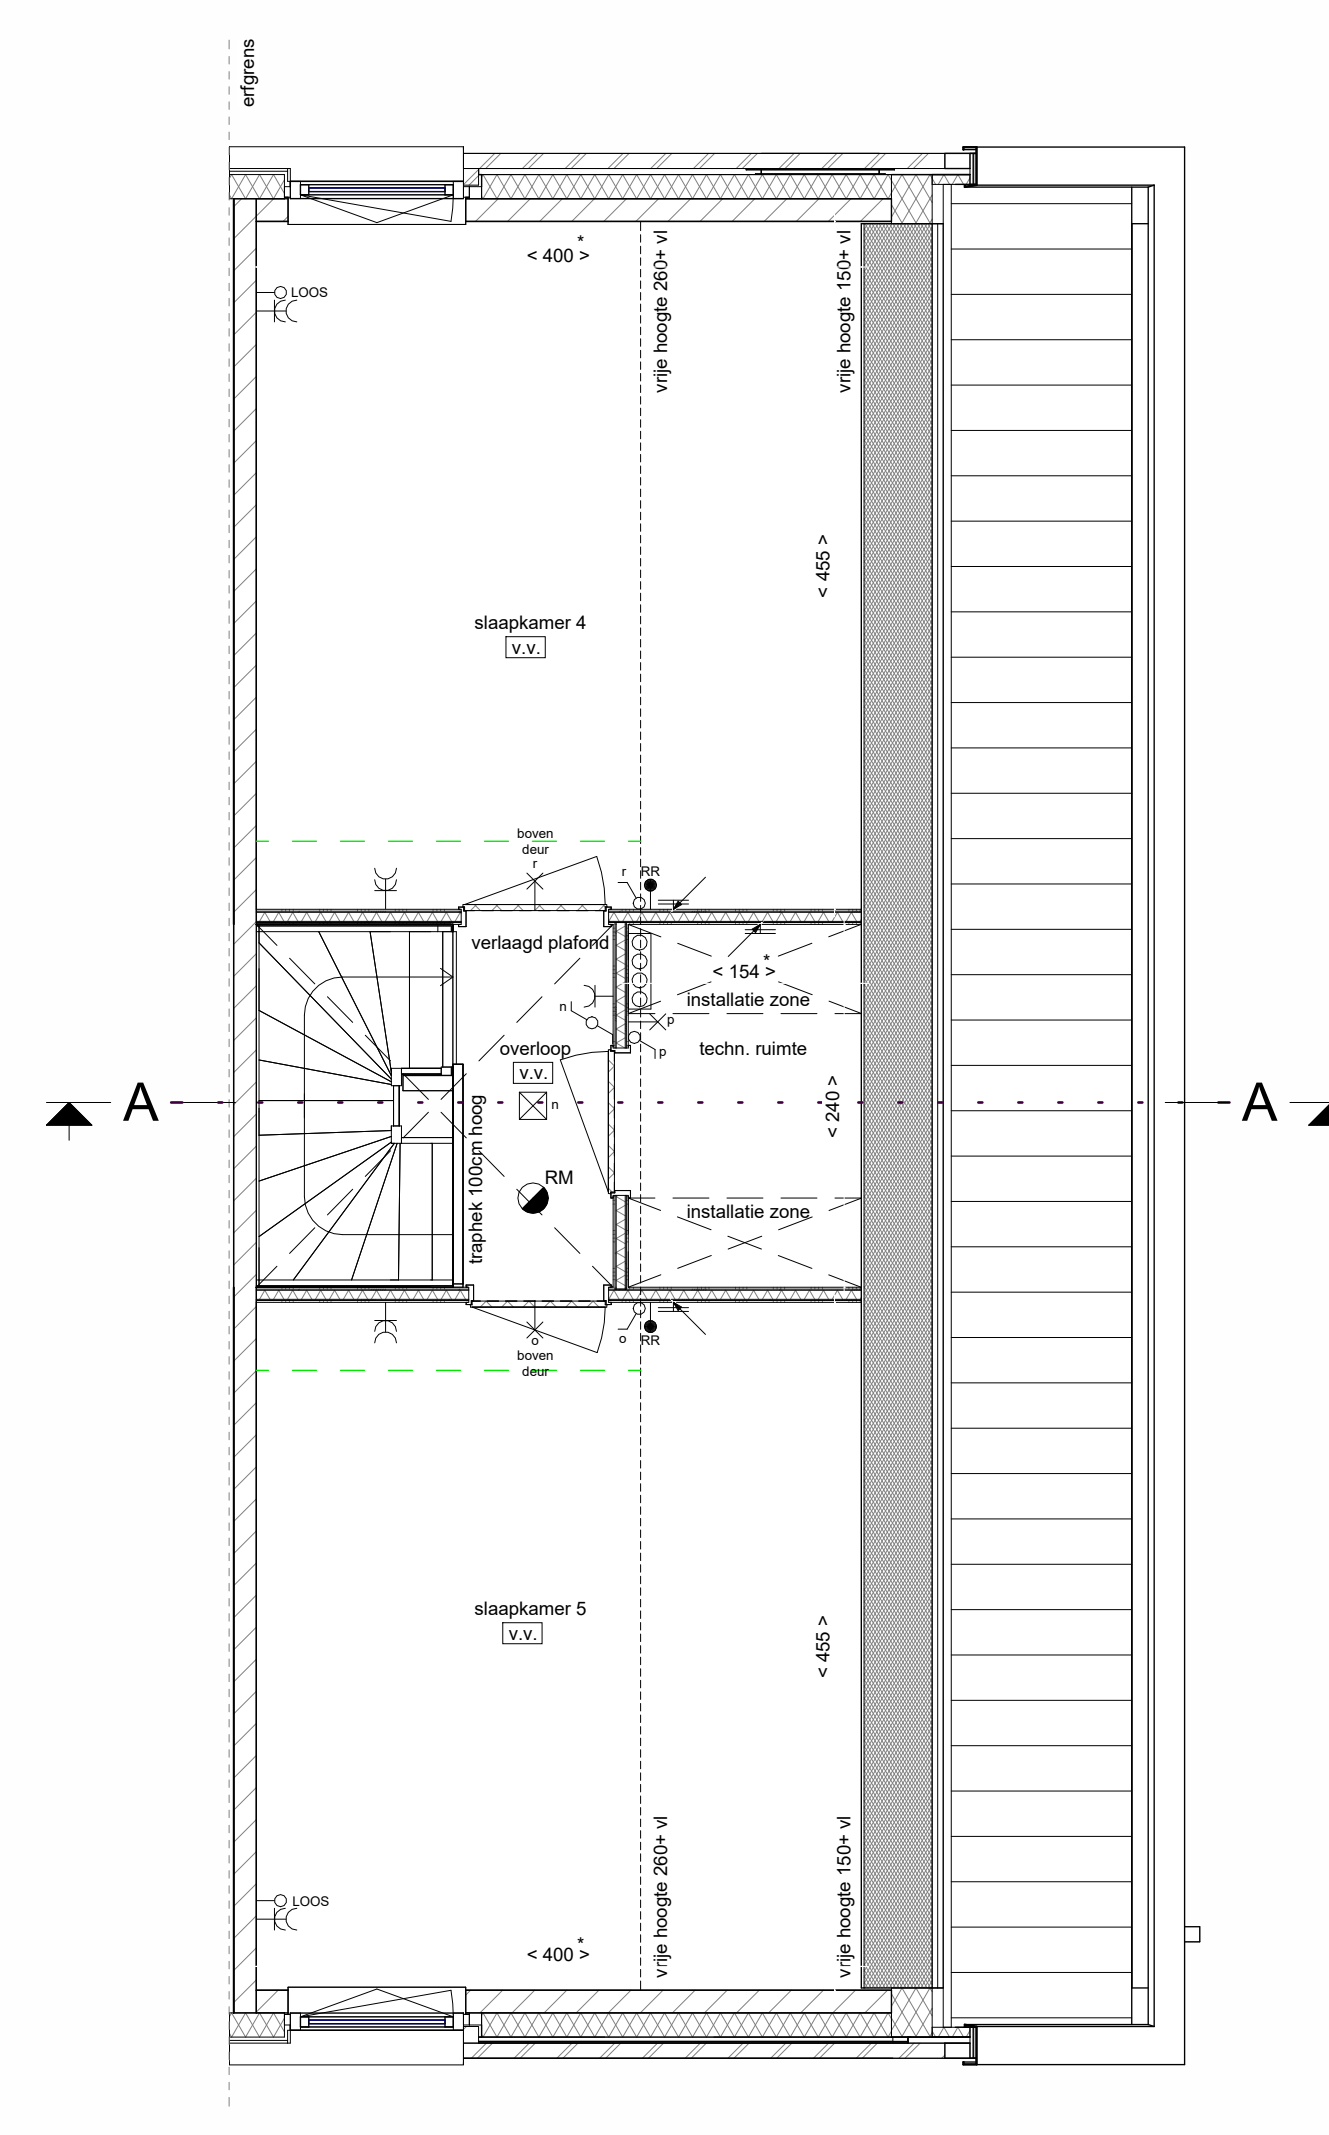 erfgrens
< 400 >*
vrije hoogte 260+ vl
vrije hoogte 150+ vl
LOOS
< 455 >
slaapkamer 4
v.v.
boven
deur
r
r
RR
verlaagd plafond
< 154 >*
installatie zone
n
p
p
overloop
v.v.
n
techn. ruimte
A
A
< 240 >
traphek 100cm hoog
RM
installatie zone
o
boven
deur
o
RR
slaapkamer 5
v.v.
< 455 >
vrije hoogte 260+ vl
vrije hoogte 150+ vl
LOOS
< 400 >*